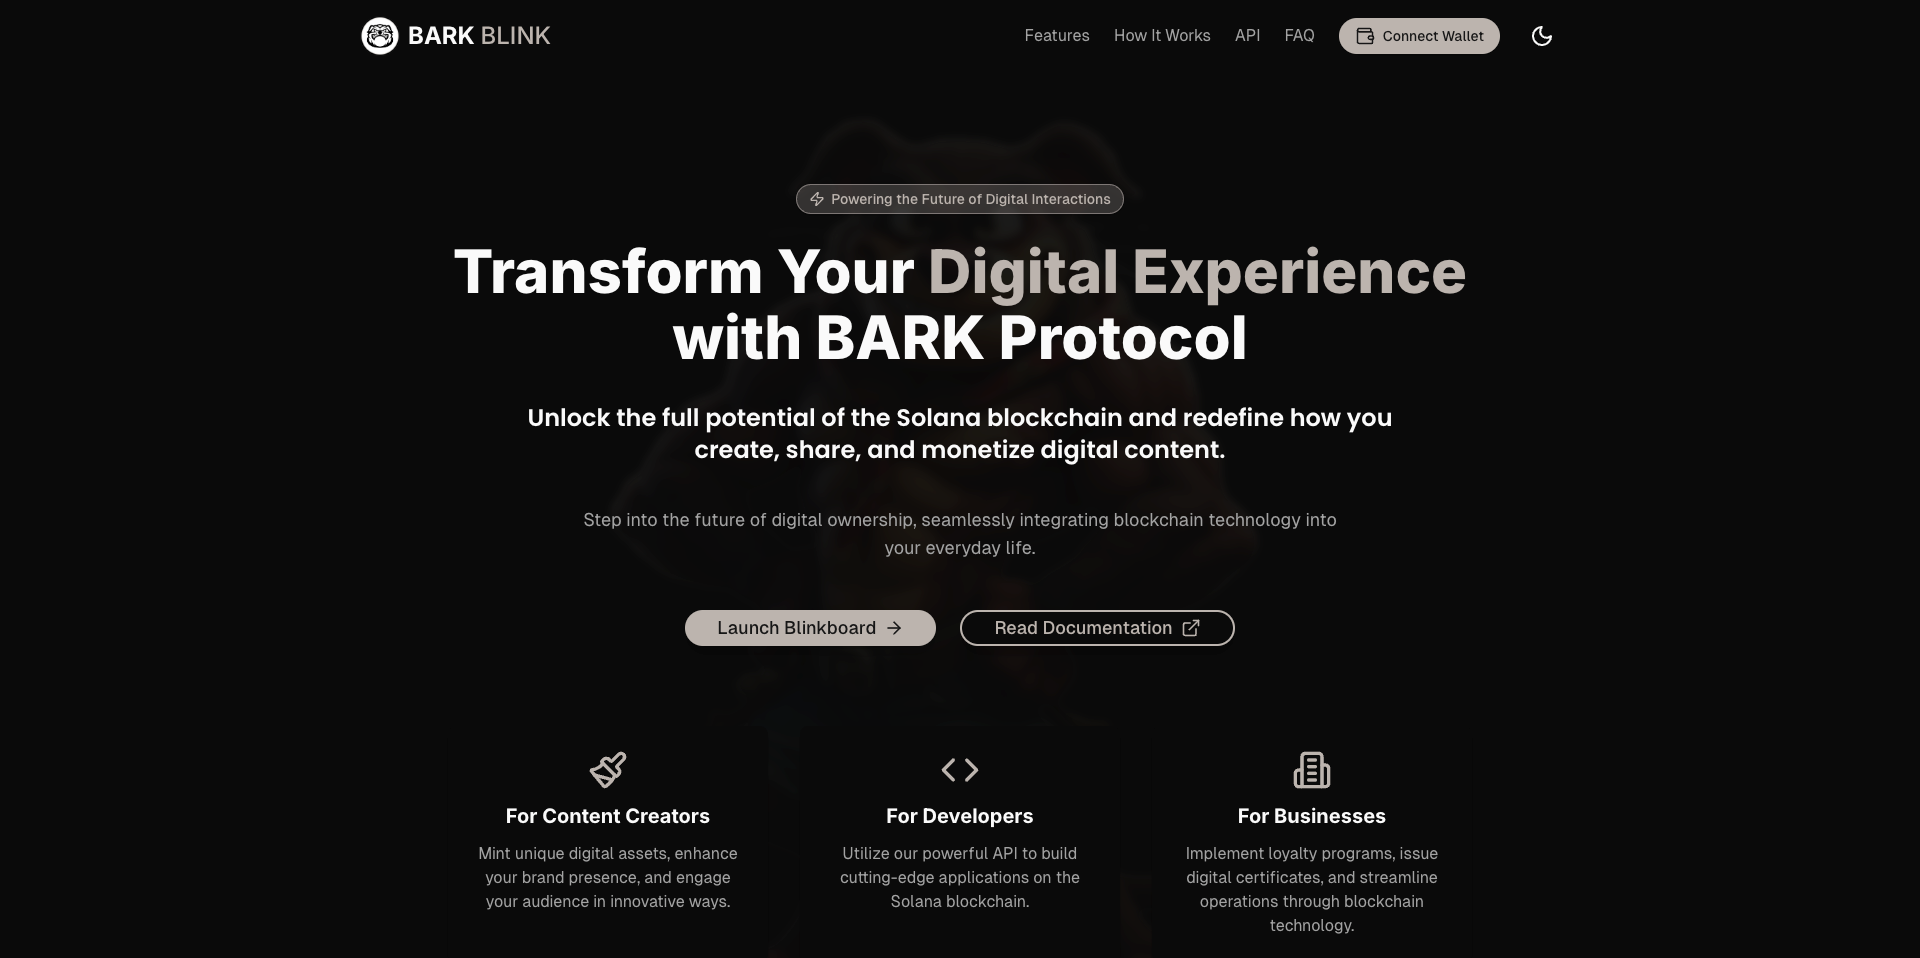 BARK BLINK
Features
How It Works
API
FAQ
Connect Wallet
Powering the Future of Digital Interactions
Transform Your Digital Experience
with BARK Protocol
Unlock the full potential of the Solana blockchain and redefine how you
create, share, and monetize digital content.
Step into the future of digital ownership, seamlessly integrating blockchain technology into
your everyday life.
Launch Blinkboard
Read Documentation
For Content Creators
Mint unique digital assets, enhance
your brand presence, and engage
your audience in innovative ways.
For Developers
Utilize our powerful API to build
cutting-edge applications on the
Solana blockchain.
For Businesses
Implement loyalty programs, issue
digital certificates, and streamline
operations through blockchain
technology.